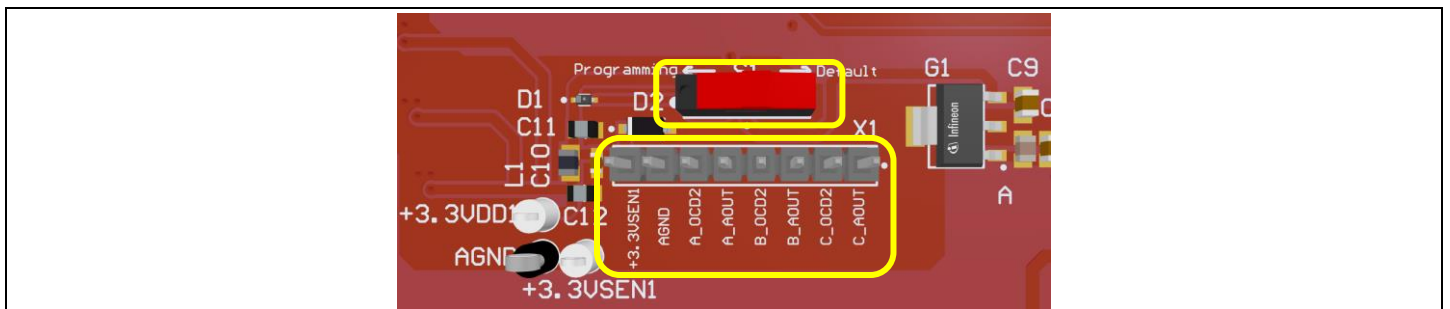 Programming S1 Default
G1 C9
D1 D2
C11 X1
Infineon
L1
C10
A
+3.3VDD1 C12
AGND
+3.3VSEN1
+3.3VSEN1
AGND
A_OCD2
A_AOUT
B_OCD2
B_AOUT
C_OCD2
C_AOUT